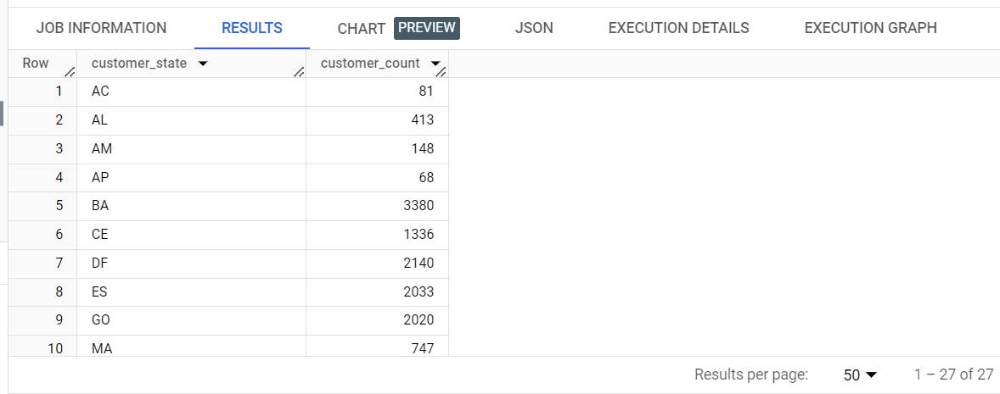 JOB INFORMATION RESULTS CHART PREVIEW JSON EXECUTION DETAILS EXECUTION GRAPH
Row customer_state customer_count
1 AC 81
2 AL 413
3 AM 148
4 AP 68
5 BA 3380
6 CE 1336
7 DF 2140
8 ES 2033
9 GO 2020
10 MA 747
Results per page: 50 1 – 27 of 27